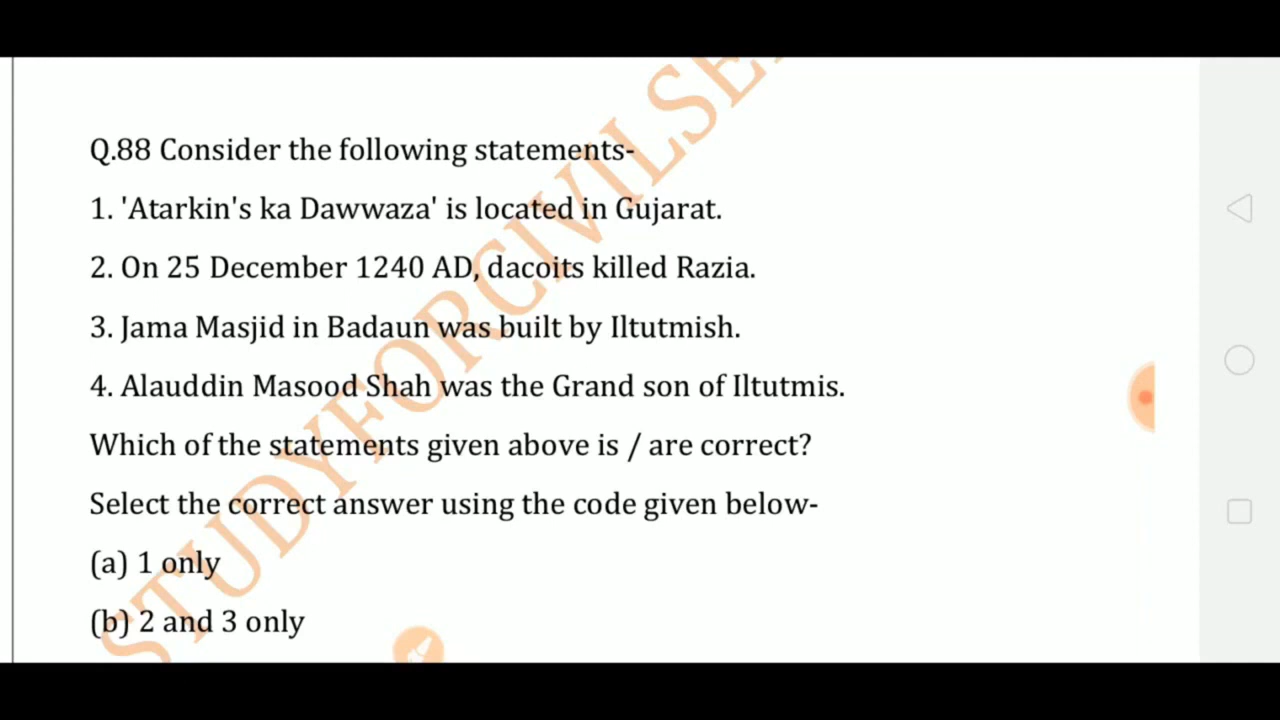 Q.88 Consider the following statements-
1. 'Atarkin's ka Dawwaza' is located in Gujarat.
2. On 25 December 1240 AD, dacoits killed Razia.
3. Jama Masjid in Badaun was built by Iltutmish.
4. Alauddin Masood Shah was the Grand son of Iltutmis.
Which of the statements given above is / are correct?
Select the correct answer using the code given below-
(a) 1 only
(b) 2 and 3 only
STUDYFORCIVILSE